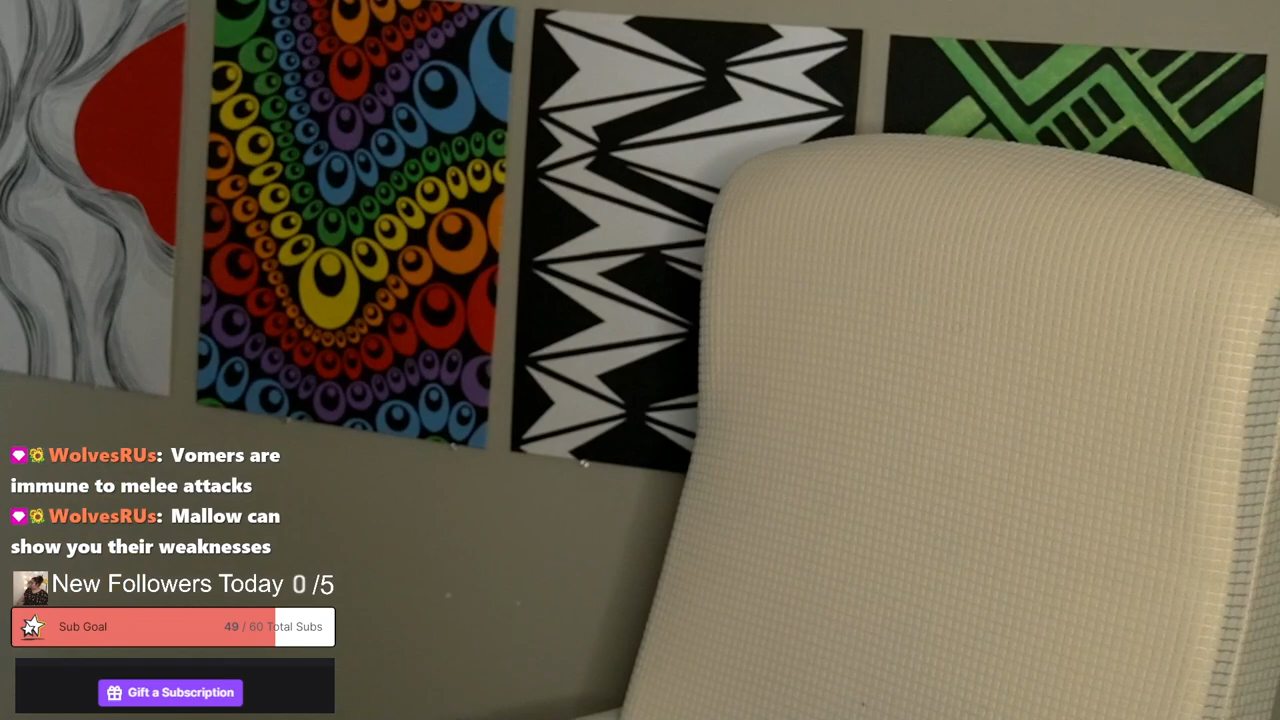 WolvesRUs: Vomers are
immune to melee attacks
WolvesRUs: Mallow can
show you their weaknesses
New Followers Today 0 /5
Sub Goal 49 / 60 Total Subs
Gift a Subscription